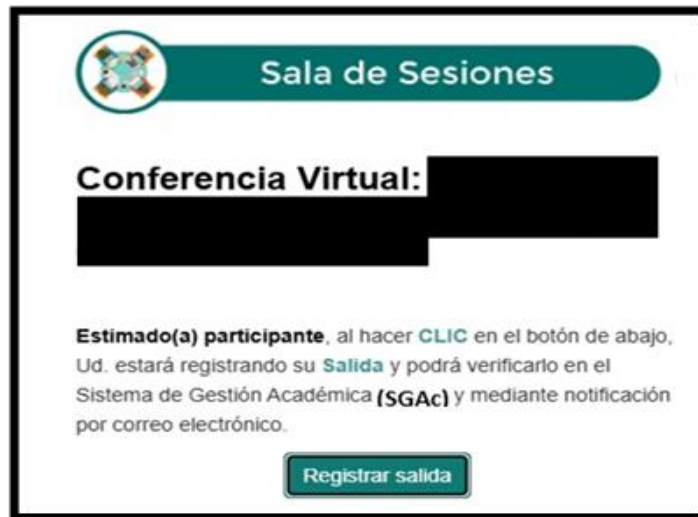 Sala de Sesiones
Conferencia Virtual:
Estimado(a) participante, al hacer CLIC en el botón de abajo,
Ud. estará registrando su Salida y podrá verificarlo en el
Sistema de Gestión Académica (SGAc) y mediante notificación
por correo electrónico.
Registrar salida